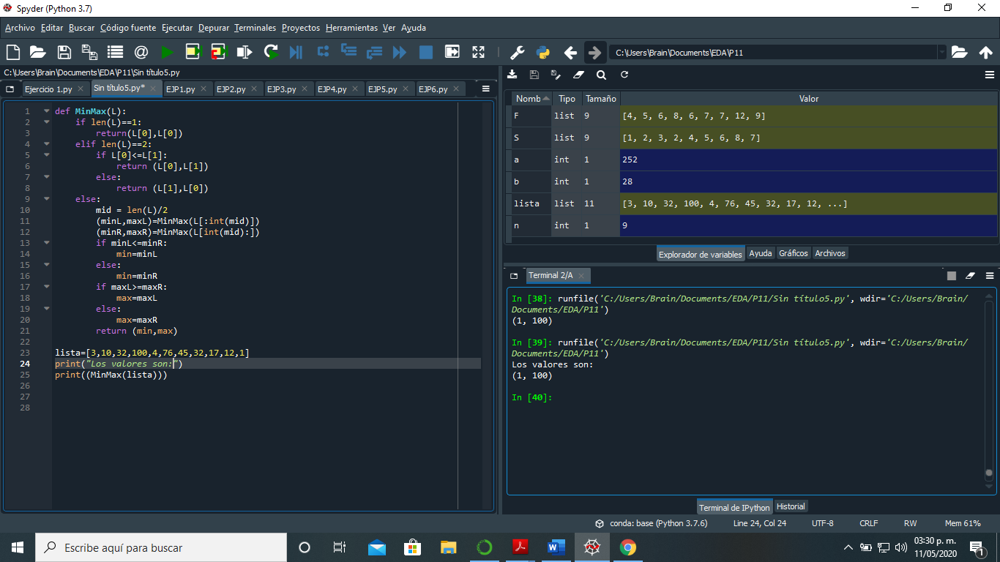 Spyder (Python 3.7)
Archivo Editar Buscar Código fuente Ejecutar Depurar Terminales Proyectos Herramientas Ver Ayuda
C:\Users\Brain\Documents\EDA\P11
C:\Users\Brain\Documents\EDA\P11\Sin título5.py
Ejercicio 1.py Sin título5.py* EJP1.py EJP2.py EJP3.py EJP4.py EJP5.py EJP6.py
1 def MinMax(L):
2     if len(L)==1:
3         return(L[0],L[0])
4     elif len(L)==2:
5         if L[0]<=L[1]:
6             return (L[0],L[1])
7         else:
8             return (L[1],L[0])
9     else:
10         mid = len(L)/2
11         (minL,maxL)=MinMax(L[:int(mid)])
12         (minR,maxR)=MinMax(L[int(mid):])
13         if minL<=minR:
14             min=minL
15         else:
16             min=minR
17         if maxL>=maxR:
18             max=maxL
19         else:
20             max=maxR
21         return (min,max)
22
23 lista=[3,10,32,100,4,76,45,32,17,12,1]
24 print("Los valores son:")
25 print((MinMax(lista)))
26
27
28
Nomb Tipo Tamaño Valor
F list 9 [4, 5, 6, 8, 6, 7, 7, 12, 9]
S list 9 [1, 2, 3, 2, 4, 5, 6, 8, 7]
a int 1 252
b int 1 28
lista list 11 [3, 10, 32, 100, 4, 76, 45, 32, 17, 12, ...]
n int 1 9
Explorador de variables Ayuda Gráficos Archivos
Terminal 2/A
In [38]: runfile('C:/Users/Brain/Documents/EDA/P11/Sin título5.py', wdir='C:/Users/Brain/
Documents/EDA/P11')
(1, 100)
In [39]: runfile('C:/Users/Brain/Documents/EDA/P11/Sin título5.py', wdir='C:/Users/Brain/
Documents/EDA/P11')
Los valores son:
(1, 100)
In [40]:
Terminal de IPython Historial
conda: base (Python 3.7.6) Line 24, Col 24 UTF-8 CRLF RW Mem 61%
Escribe aquí para buscar
03:30 p. m.
11/05/2020
1